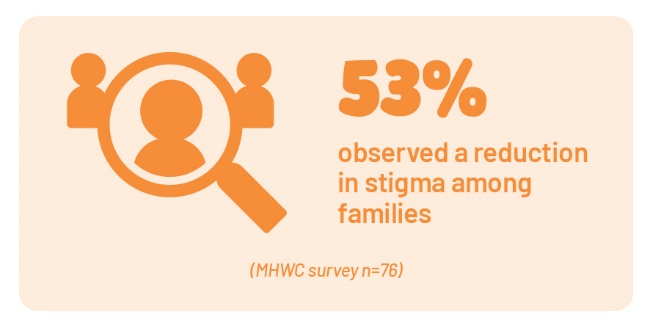 53%
observed a reduction
in stigma among
families
(MHWC survey n=76)